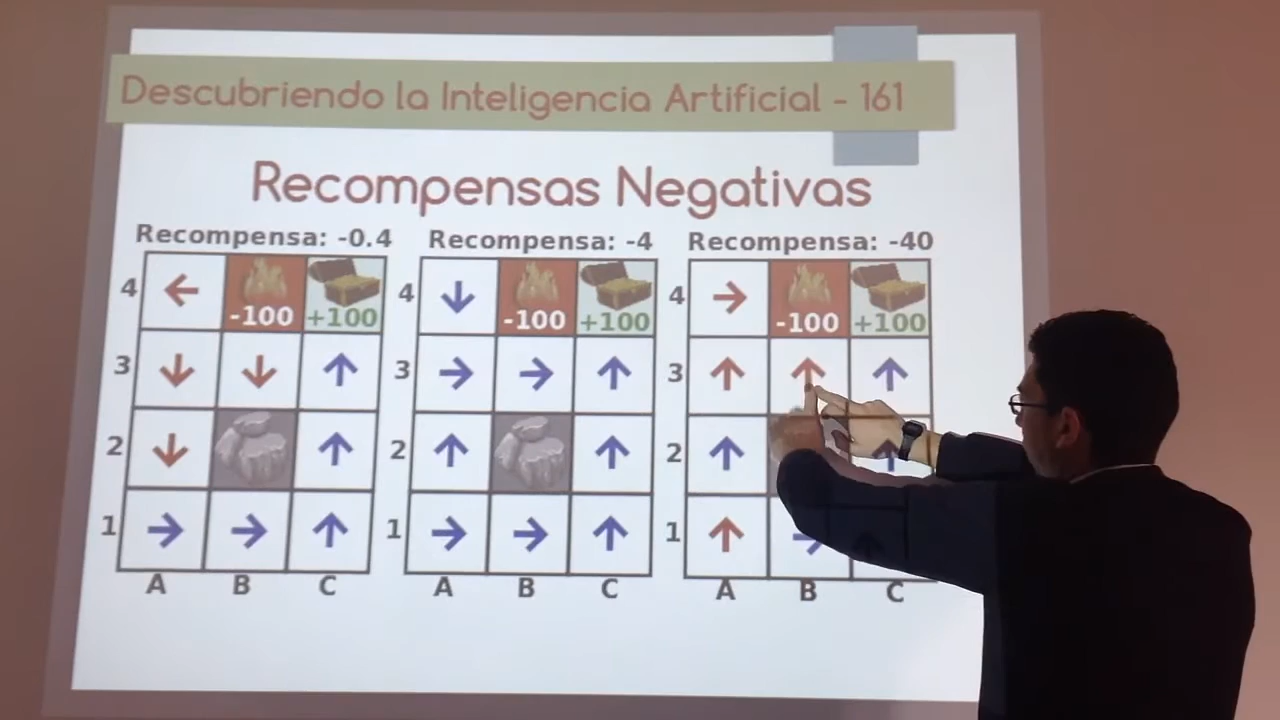 Descubriendo la Inteligencia Artificial - 161
Recompensas Negativas
Recompensa: -0.4
4
-100
+100
3
2
1
A B C
Recompensa: -4
4
-100
+100
3
2
1
A B C
Recompensa: -40
4
-100
+100
3
2
1
A B C